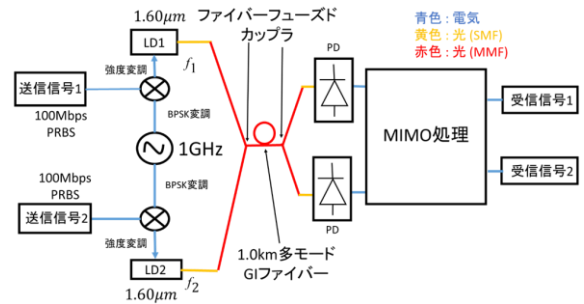 1.60μm
ファイバーフューズド
カップラ
青色：電気
黄色：光 (SMF)
赤色：光 (MMF)
LD1
f1
PD
強度変調
送信信号1
100Mbps
PRBS
BPSK変調
1GHz
MIMO処理
受信信号1
受信信号2
BPSK変調
100Mbps
PRBS
送信信号2
強度変調
PD
1.0km多モード
GIファイバー
LD2
f2
1.60μm